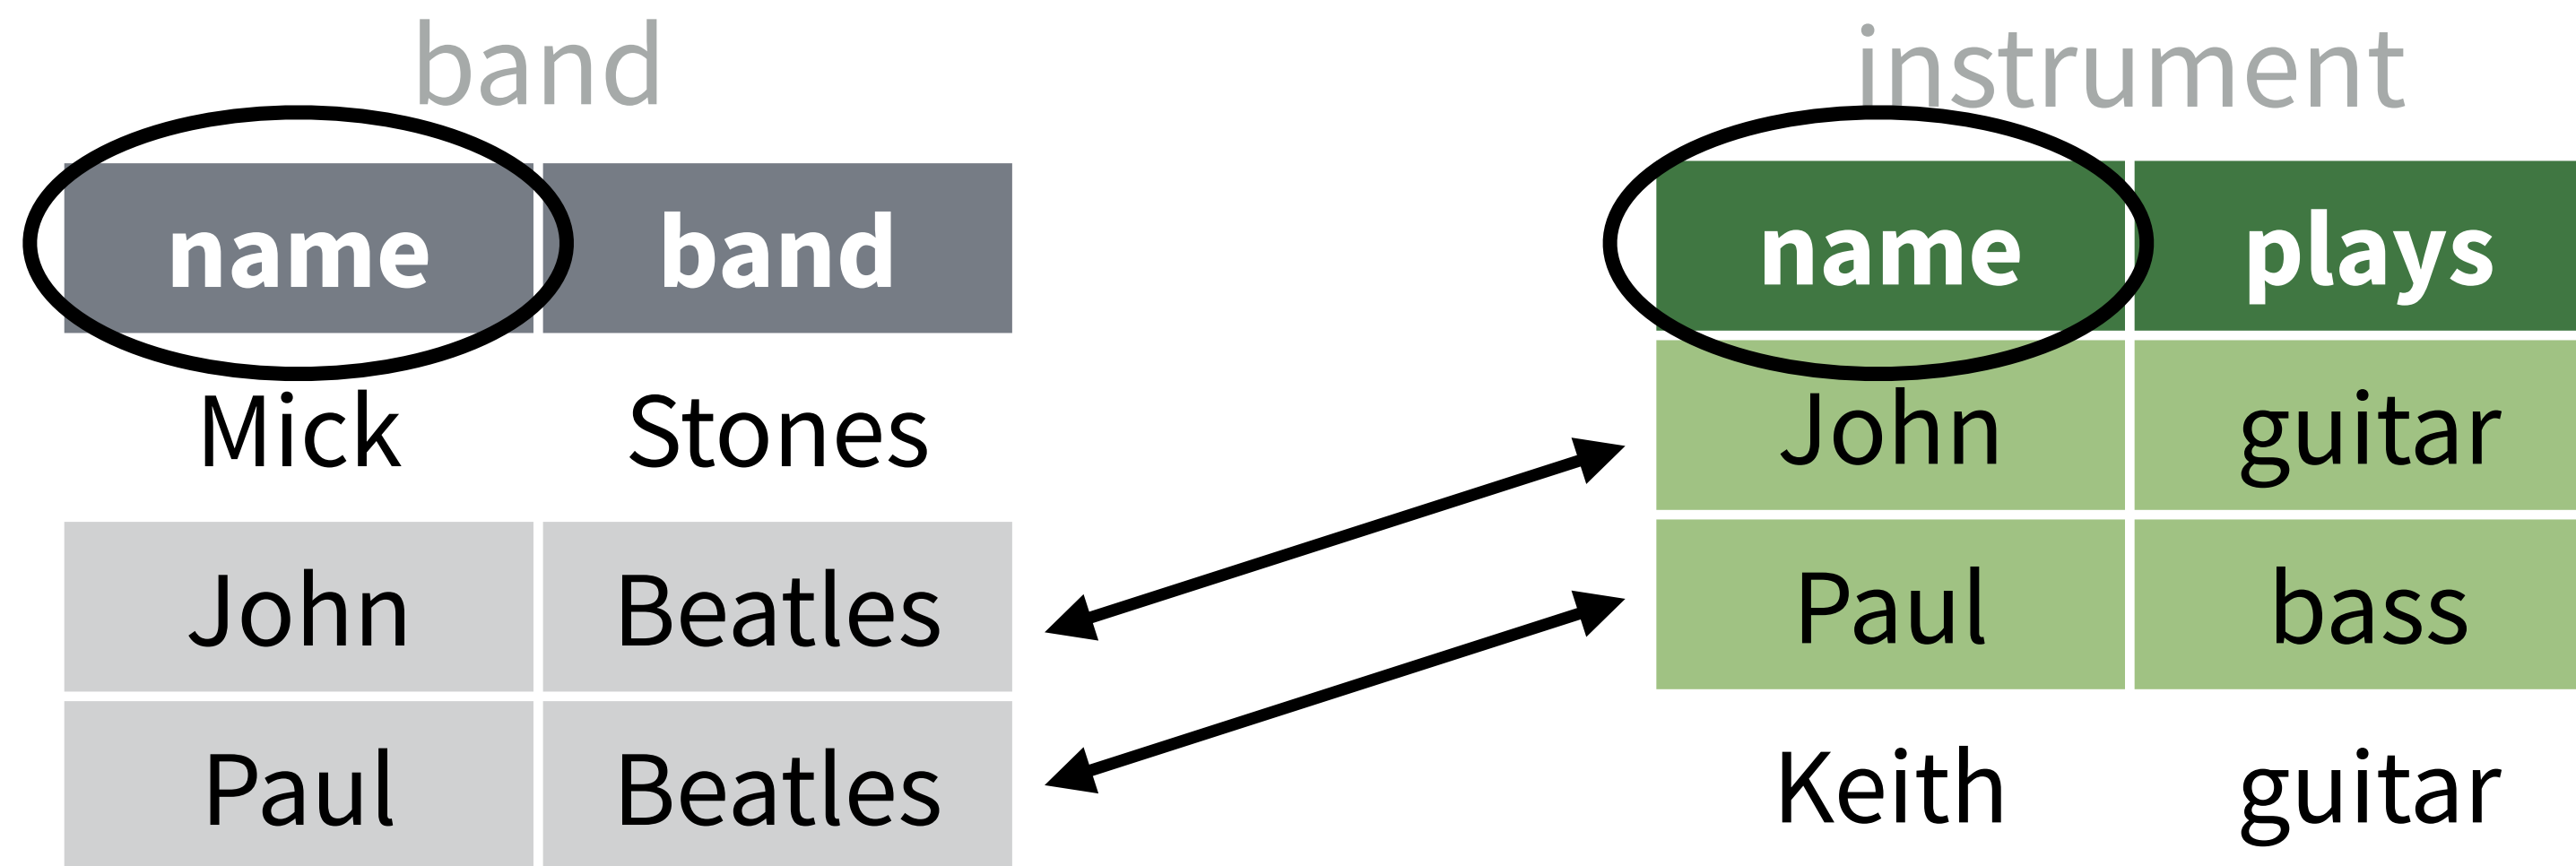 band
name band
Mick Stones
John Beatles
Paul Beatles
instrument
name plays
John guitar
Paul bass
Keith guitar